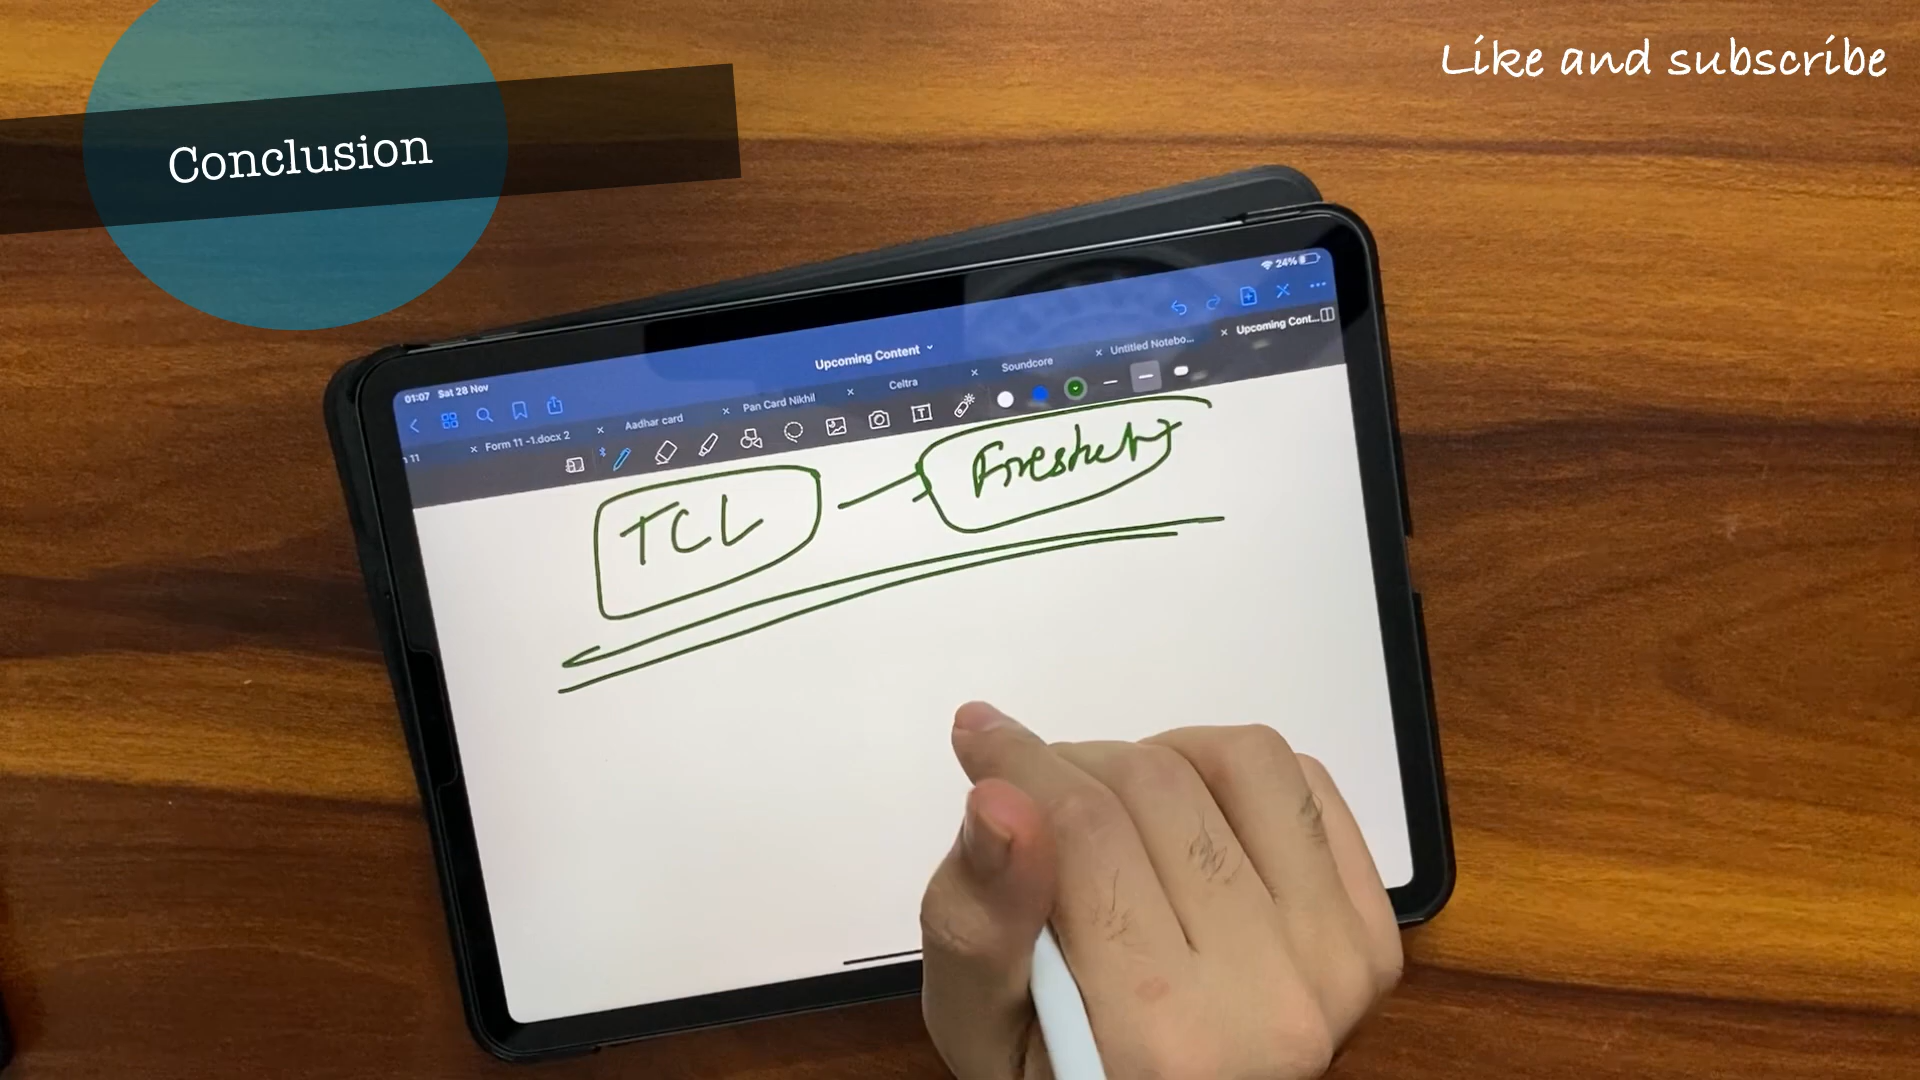 Like and subscribe
Conclusion
24%
01:07 Sat 28 Nov
Upcoming Content
11
Form 11 -1.docx 2
Aadhar card
Pan Card Nikhil
Celtra
Soundcore
Untitled Notebo...
Upcoming Cont...
TCL